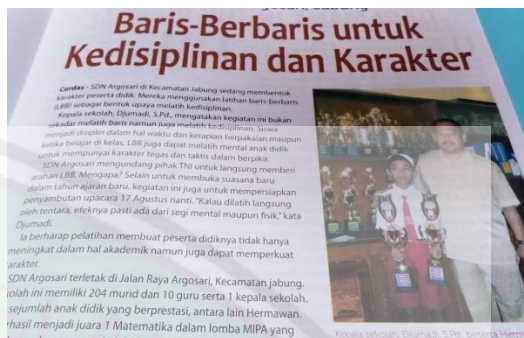 Baris-Berbaris untuk
Kedisiplinan dan Karakter
Cerdas - SDN Argosari di Kecamatan Jabung sedang membentuk
karakter peserta didik. Mereka menggunakan latihan baris-berbaris
(LBB) sebagai bentuk upaya melatih kedisiplinan.
Kepala sekolah, Djumadi, S.Pd., mengatakan kegiatan ini bukan
sekadar melatih baris namun juga melatih kedisiplinan. Siswa
menjadi disiplin dalam hal waktu dan kerapian berpakaian maupun
ketika belajar di kelas. LBB juga dapat melatih mental anak didik
untuk mempunyai karakter tegas dan taktis dalam berpikir.
SDN Argosari mengundang pihak TNI untuk langsung memberi
arahan LBB. Mengapa? Selain untuk membuka suasana baru
dalam tahun ajaran baru, kegiatan ini juga untuk mempersiapkan
penyambutan upacara 17 Agustus nanti. "Kalau dilatih langsung
oleh tentara, efeknya pasti ada dari segi mental maupun fisik," kata
Djumadi.
Ia berharap pelatihan membuat peserta didiknya tidak hanya
meningkat dalam hal akademik namun juga dapat memperkuat
karakter.
SDN Argosari terletak di Jalan Raya Argosari, Kecamatan jabung.
kolah ini memiliki 204 murid dan 10 guru serta 1 kepala sekolah.
sejumlah anak didik yang berprestasi, antara lain Hermawan.
rhasil menjadi juara 1 Matematika dalam lomba MIPA yang
Kepala sekolah, Djumadi S.Pd, beserta Herm